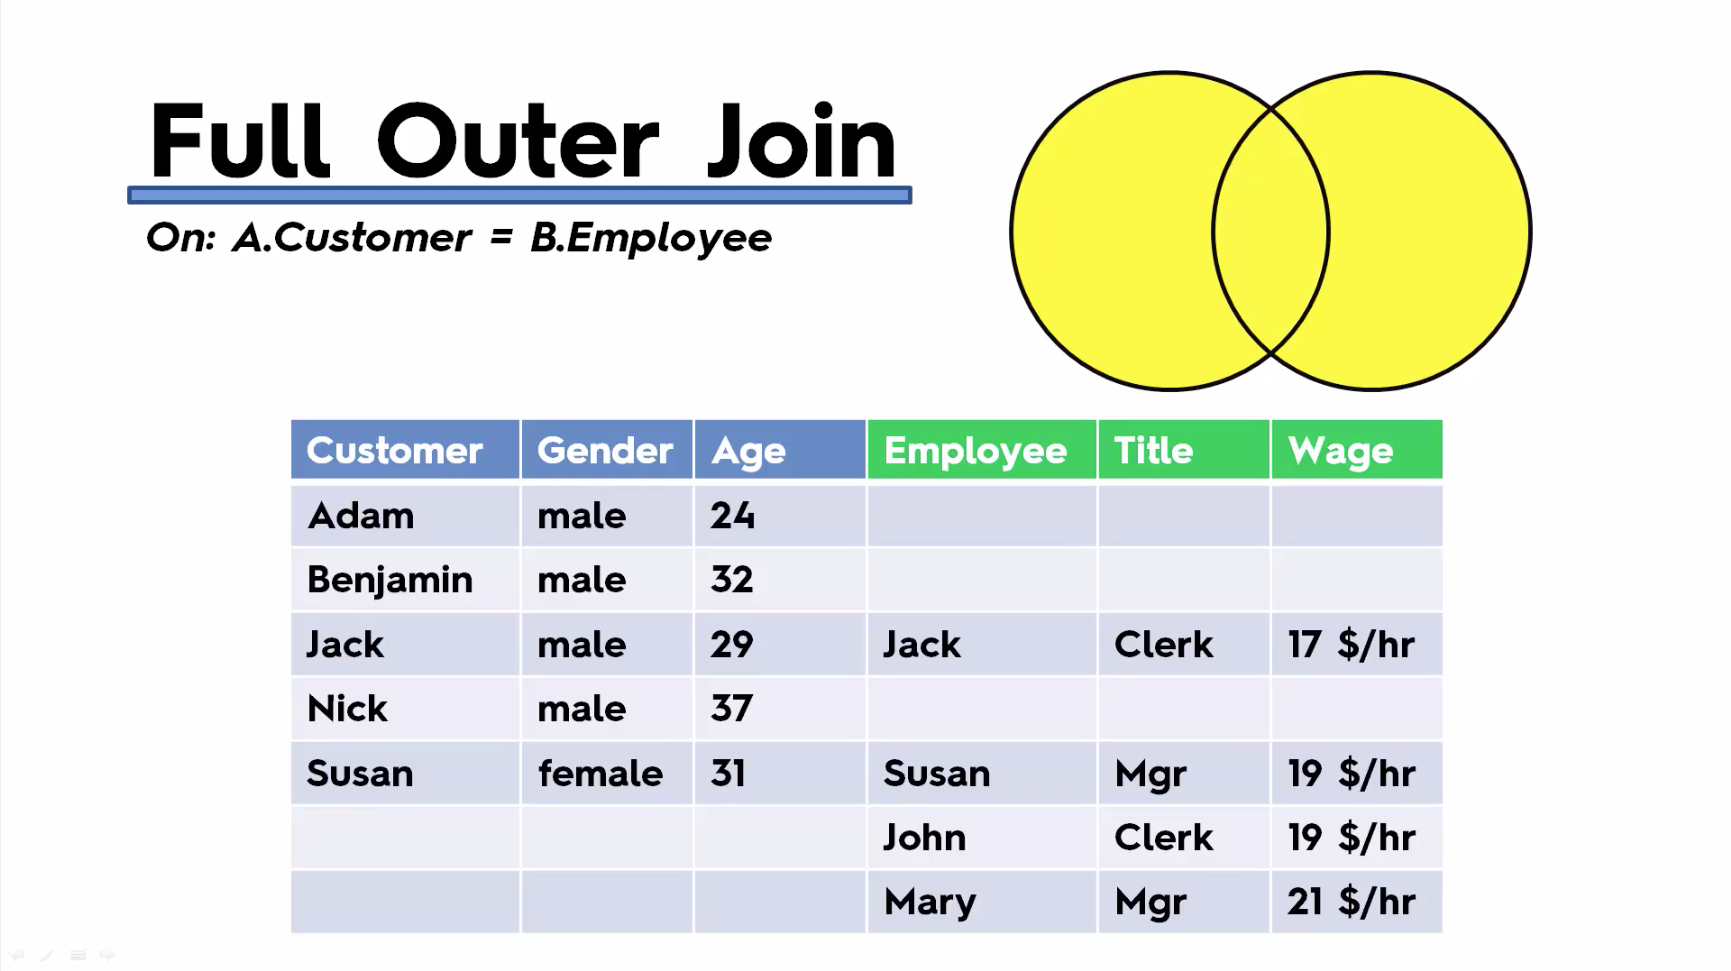 Full Outer Join
On: A.Customer = B.Employee
Customer Gender Age Employee Title Wage
Adam male 24
Benjamin male 32
Jack male 29 Jack Clerk 17 $/hr
Nick male 37
Susan female 31 Susan Mgr 19 $/hr
John Clerk 19 $/hr
Mary Mgr 21 $/hr